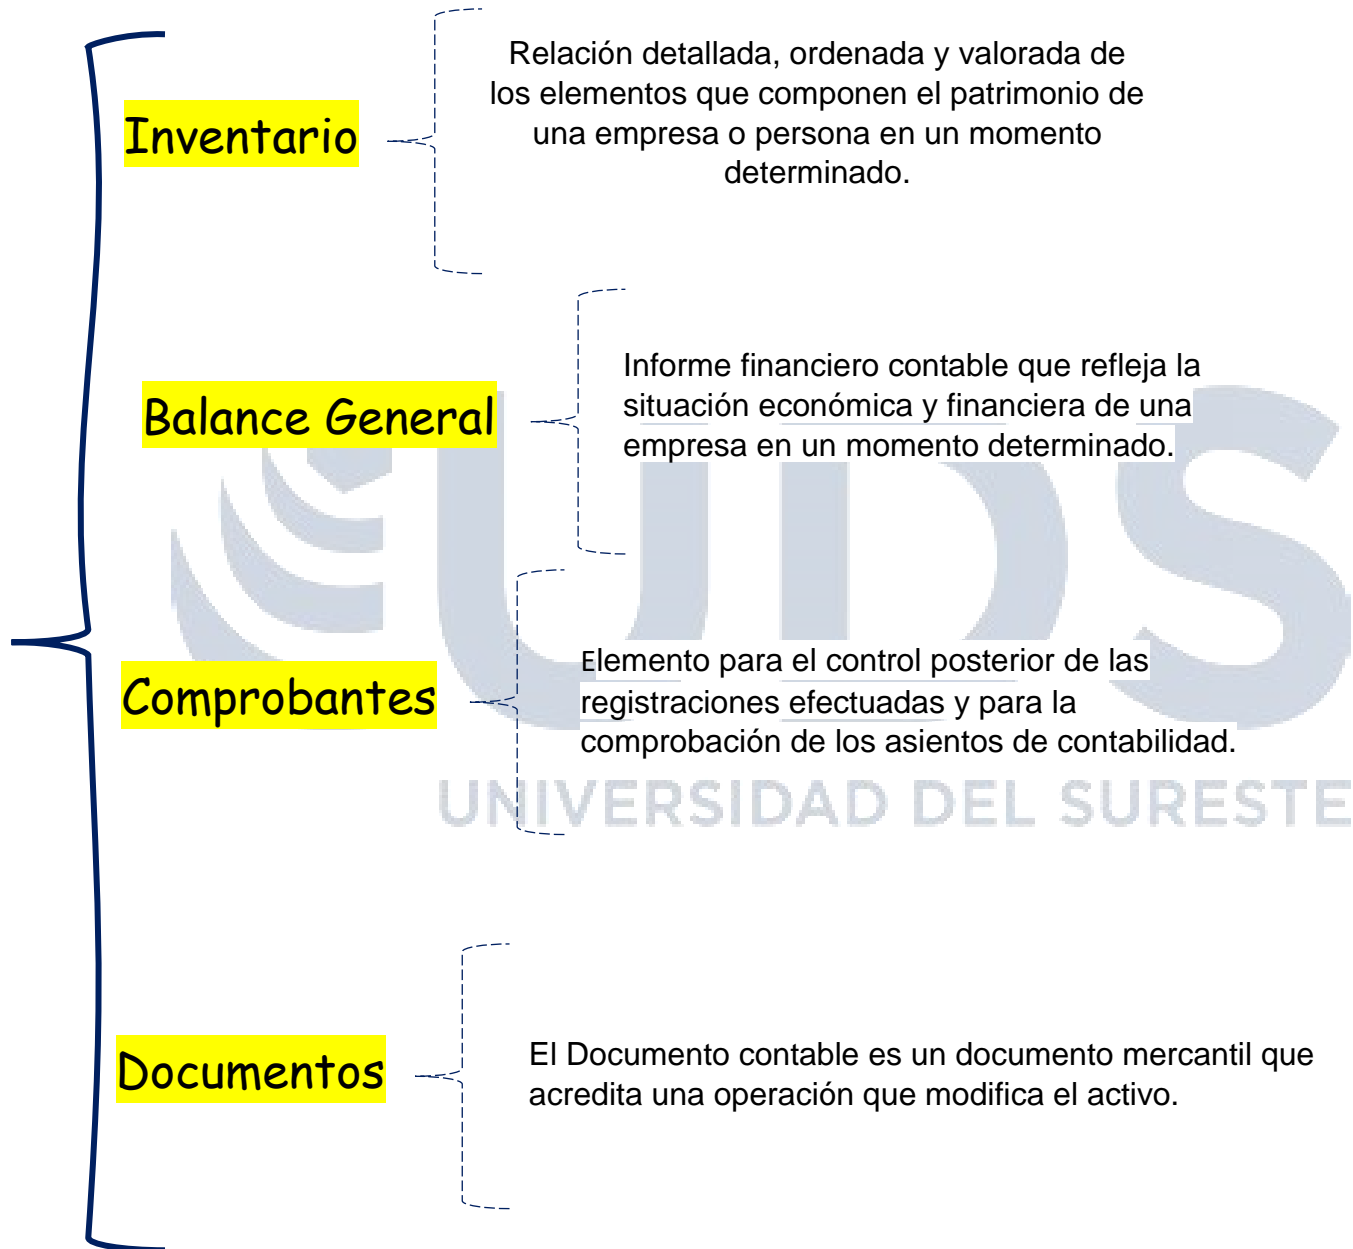 Inventario
Relación detallada, ordenada y valorada de
los elementos que componen el patrimonio de
una empresa o persona en un momento
determinado.
Balance General
Informe financiero contable que refleja la
situación económica y financiera de una
empresa en un momento determinado.
UDS
Comprobantes
Elemento para el control posterior de las
registraciones efectuadas y para la
comprobación de los asientos de contabilidad.
UNIVERSIDAD DEL SURESTE
Documentos
El Documento contable es un documento mercantil que
acredita una operación que modifica el activo.